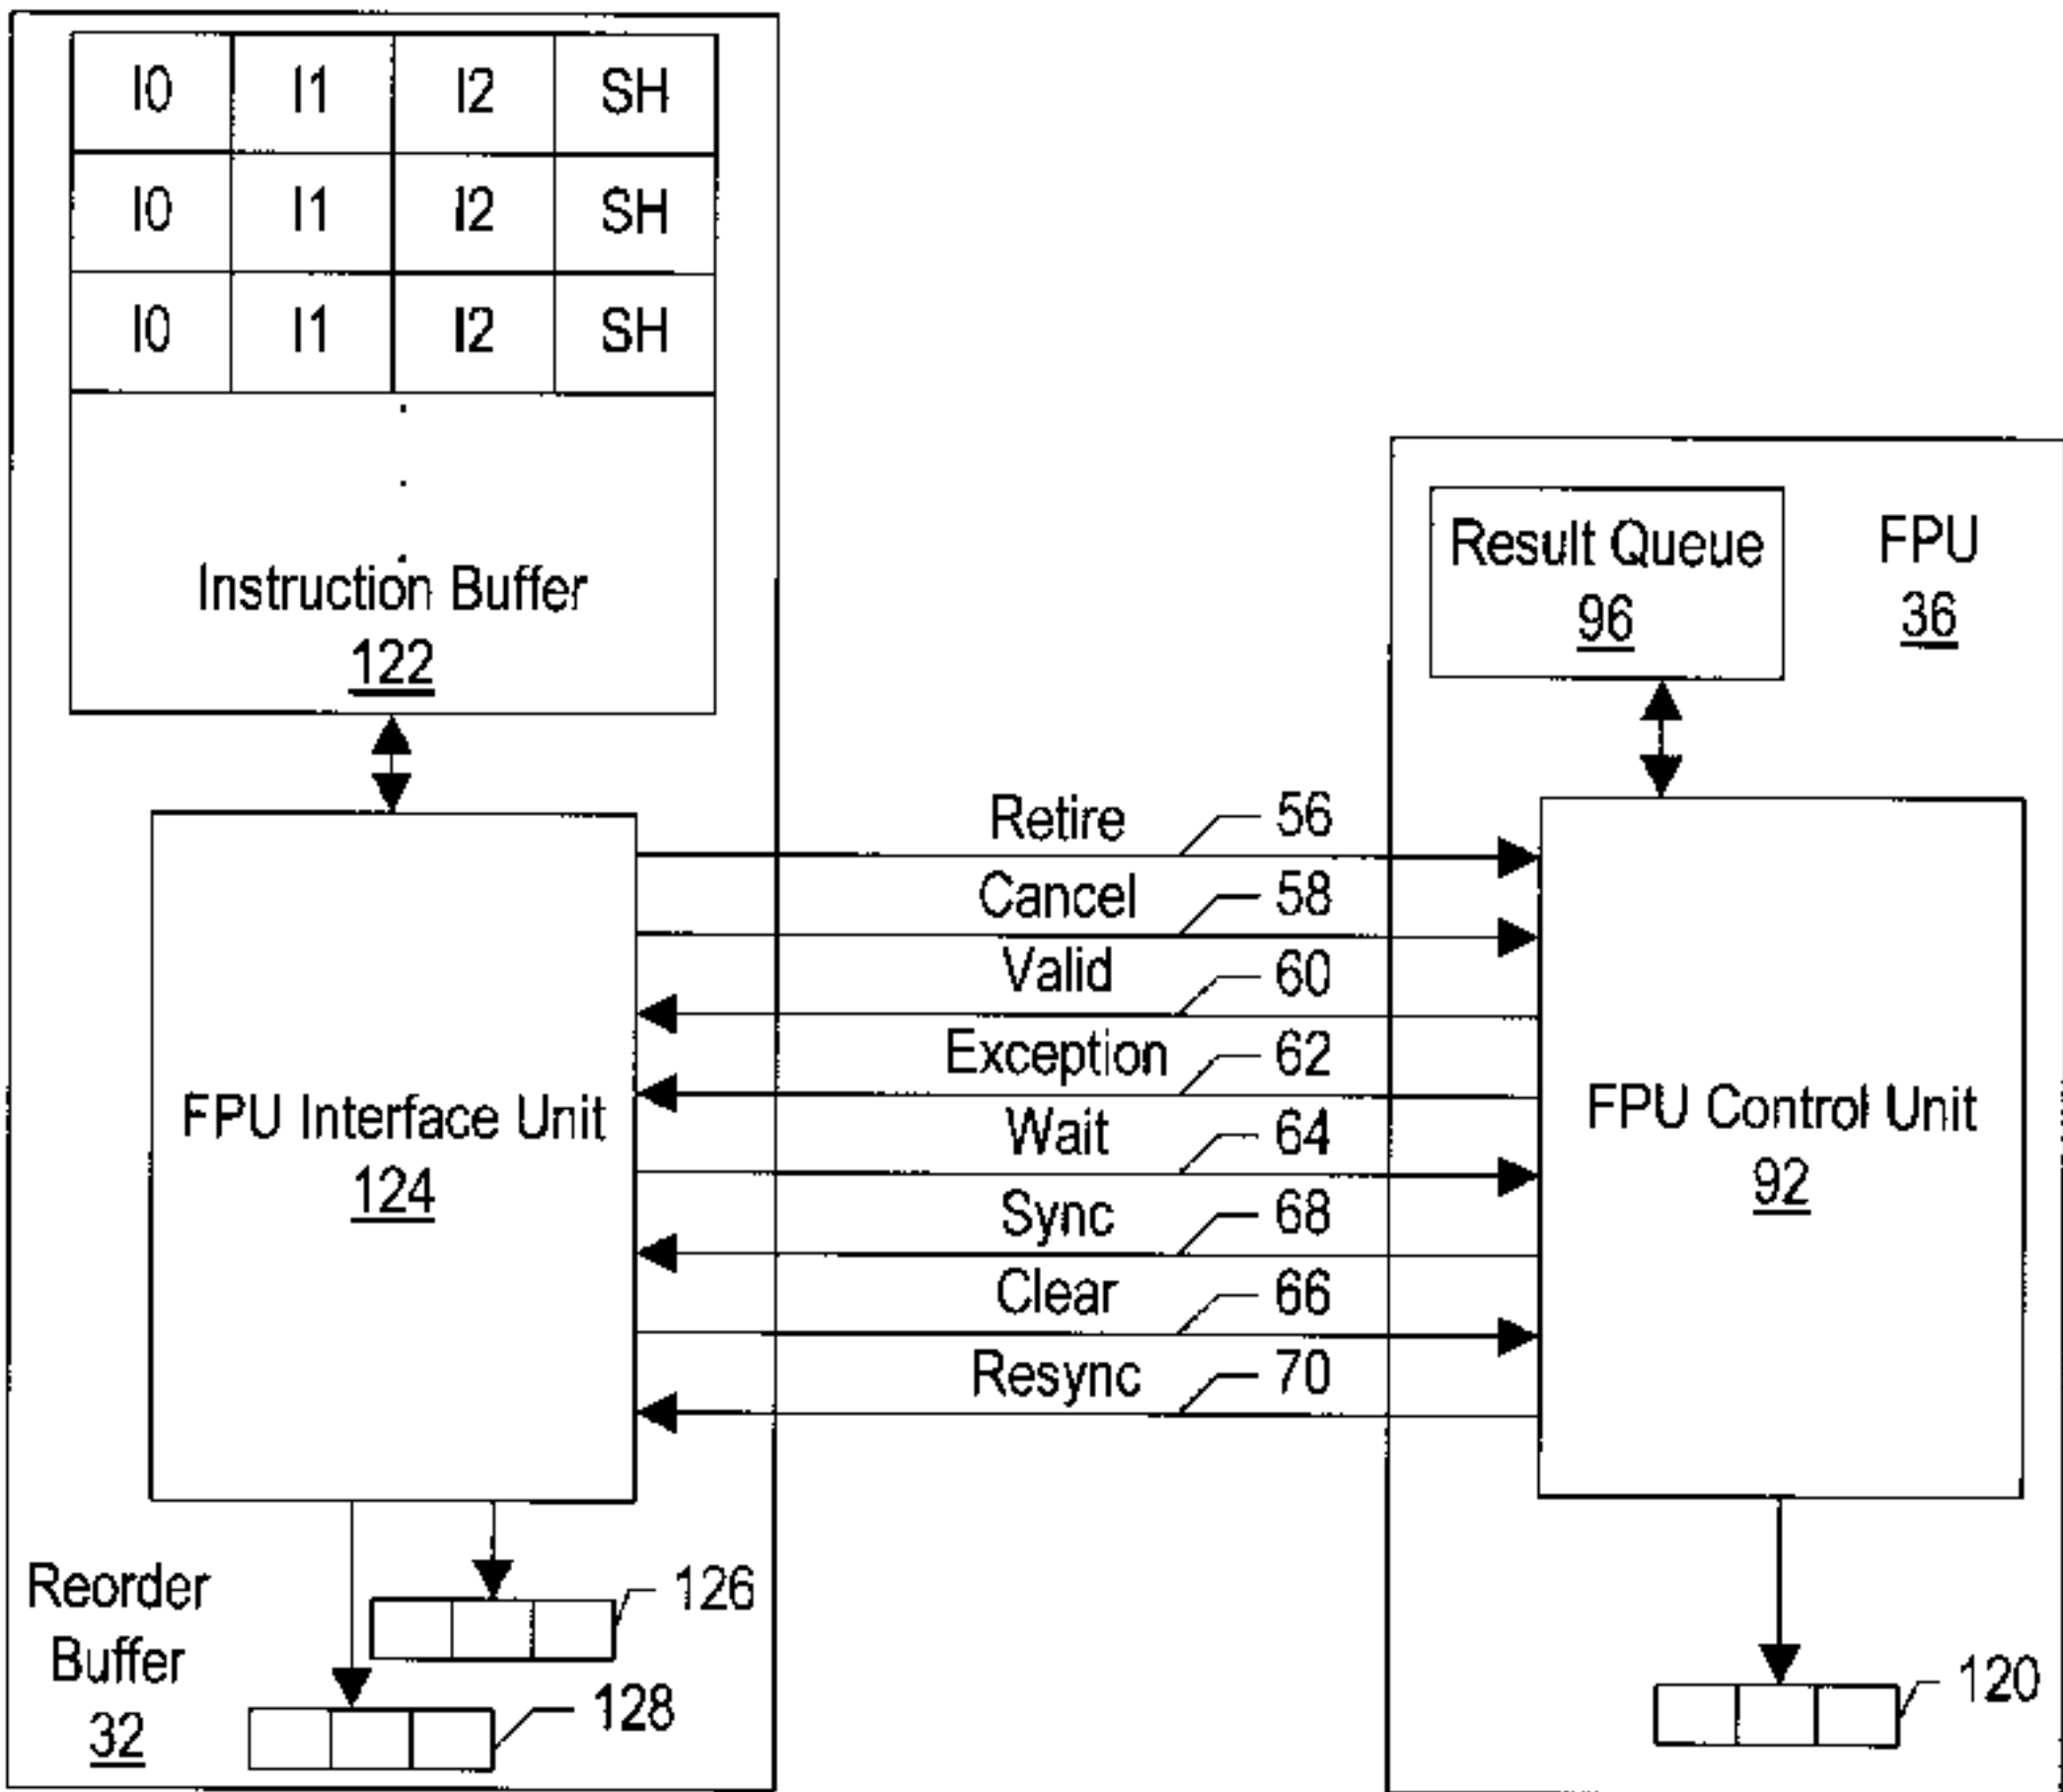 I0 I1 I2 SH
I0 I1 I2 SH
I0 I1 I2 SH
Instruction Buffer
122
Result Queue
96
FPU
36
Retire 56
Cancel 58
Valid 60
Exception 62
Wait 64
Sync 68
Clear 66
Resync 70
FPU Interface Unit
124
FPU Control Unit
92
Reorder
Buffer
32
126
128
120